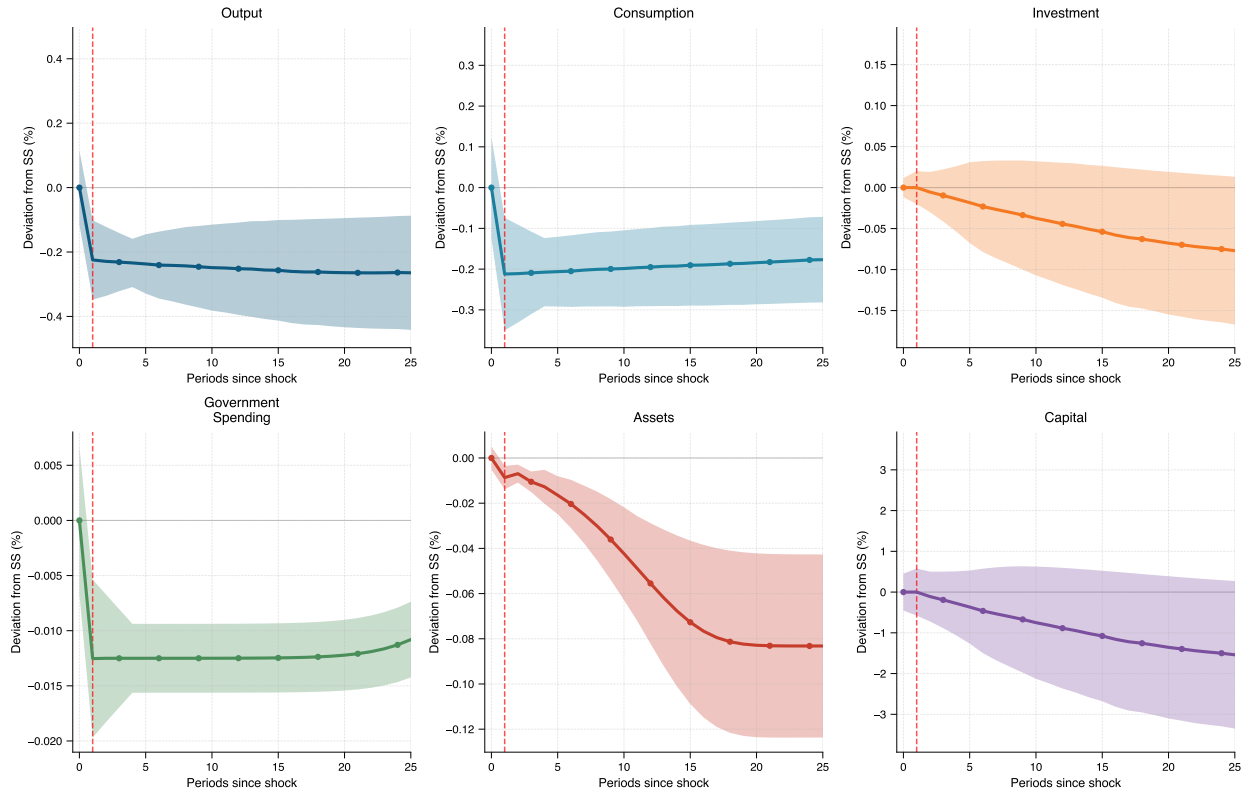 Output
Deviation from SS (%)
0.4
0.2
0.0
−0.2
−0.4
0 5 10 15 20 25
Periods since shock
Consumption
Deviation from SS (%)
0.3
0.2
0.1
0.0
−0.1
−0.2
−0.3
0 5 10 15 20 25
Periods since shock
Investment
Deviation from SS (%)
0.15
0.10
0.05
0.00
−0.05
−0.10
−0.15
0 5 10 15 20 25
Periods since shock
Government
Spending
Deviation from SS (%)
0.005
0.000
−0.005
−0.010
−0.015
−0.020
0 5 10 15 20 25
Periods since shock
Assets
Deviation from SS (%)
0.00
−0.02
−0.04
−0.06
−0.08
−0.10
−0.12
0 5 10 15 20 25
Periods since shock
Capital
Deviation from SS (%)
3
2
1
0
−1
−2
−3
0 5 10 15 20 25
Periods since shock